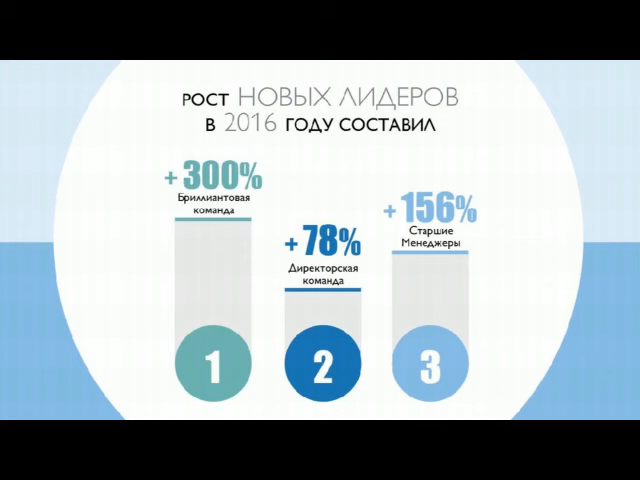 РОСТ НОВЫХ ЛИДЕРОВ
В 2016 ГОДУ СОСТАВИЛ
+ 300%
Бриллиантовая
команда
+ 78%
Директорская
команда
+ 156%
Старшие
Менеджеры
1
2
3